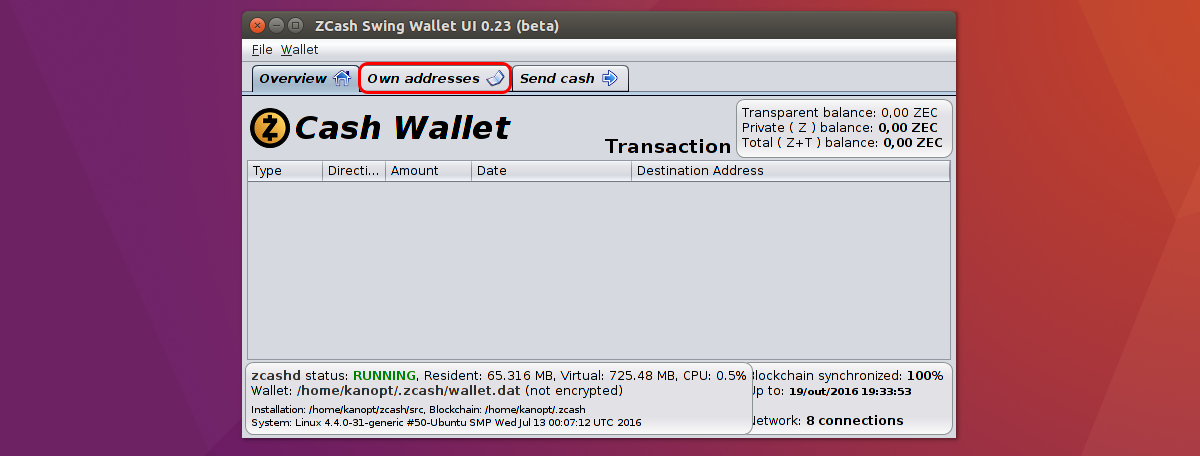 ZCash Swing Wallet UI 0.23 (beta)
File Wallet
Overview Own addresses Send cash
Cash Wallet
Transaction
Transparent balance: 0,00 ZEC
Private ( Z ) balance: 0,00 ZEC
Total ( Z+T ) balance: 0,00 ZEC
Type Directi... Amount Date Destination Address
zcashd status: RUNNING, Resident: 65.316 MB, Virtual: 725.48 MB, CPU: 0.5%
Wallet: /home/kanopt/.zcash/wallet.dat (not encrypted)
Installation: /home/kanopt/zcash/src, Blockchain: /home/kanopt/.zcash
System: Linux 4.4.0-31-generic #50-Ubuntu SMP Wed Jul 13 00:07:12 UTC 2016
lockchain synchronized: 100%
p to: 19/out/2016 19:33:53
etwork: 8 connections